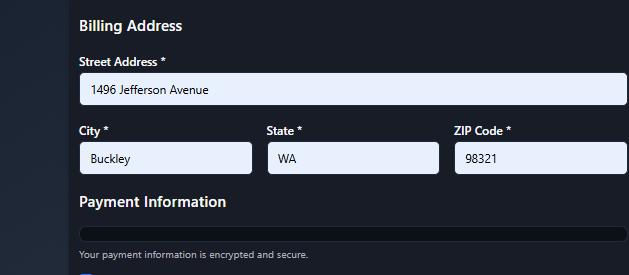 Billing Address
Street Address *
1496 Jefferson Avenue
City * State * ZIP Code *
Buckley WA 98321
Payment Information
Your payment information is encrypted and secure.